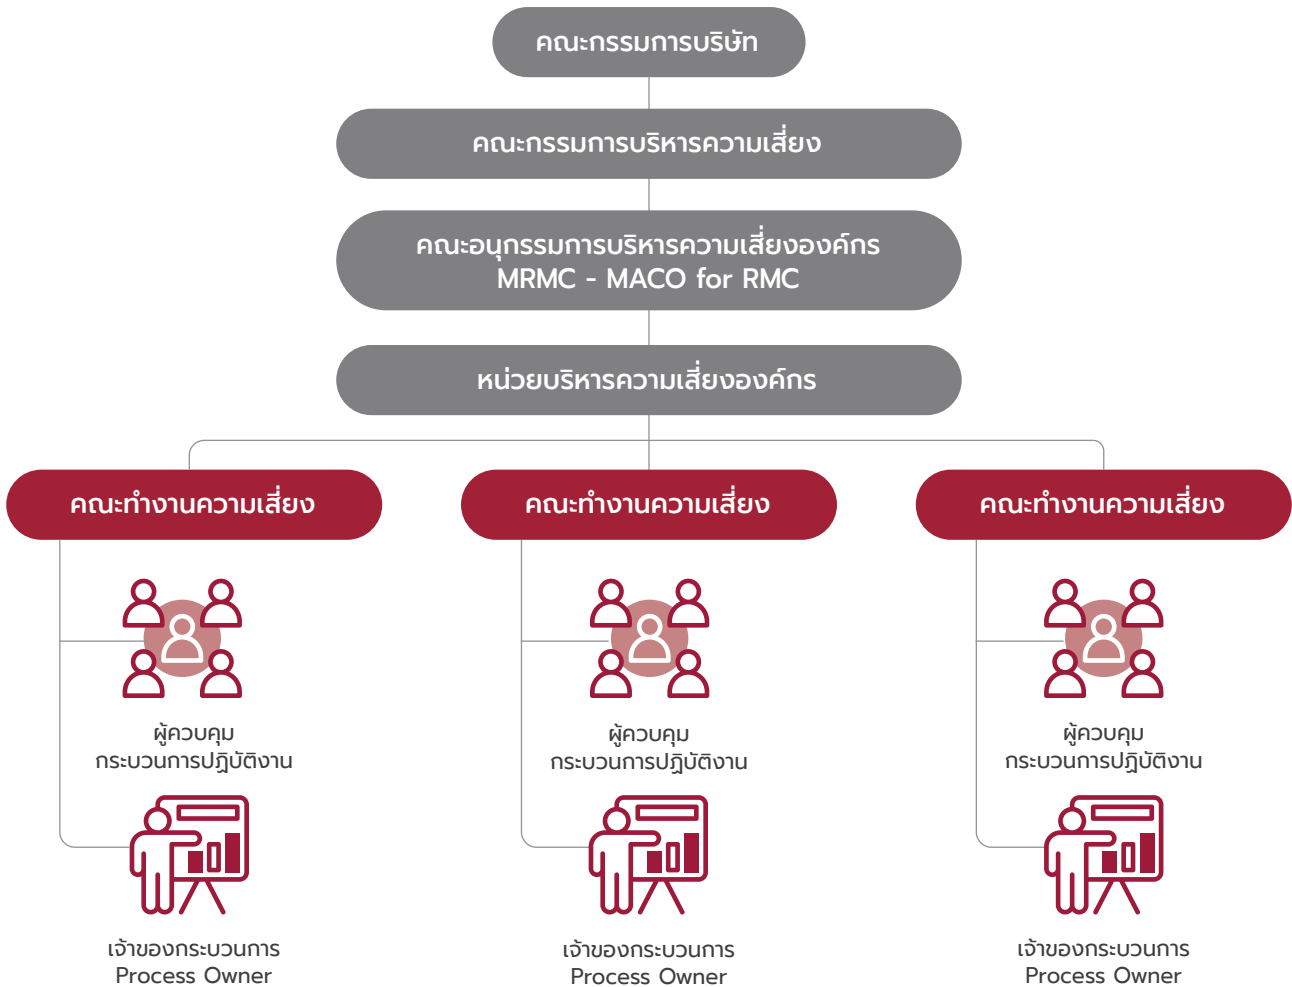 คณะกรรมการบริษัท
คณะกรรมการบริหารความเสี่ยง
คณะอนุกรรมการบริหารความเสี่ยงองค์กร
MRMC - MACO for RMC
หน่วยบริหารความเสี่ยงองค์กร
คณะทำงานความเสี่ยง
คณะทำงานความเสี่ยง
คณะทำงานความเสี่ยง
ผู้ควบคุม
กระบวนการปฏิบัติงาน
ผู้ควบคุม
กระบวนการปฏิบัติงาน
ผู้ควบคุม
กระบวนการปฏิบัติงาน
เจ้าของกระบวนการ
Process Owner
เจ้าของกระบวนการ
Process Owner
เจ้าของกระบวนการ
Process Owner